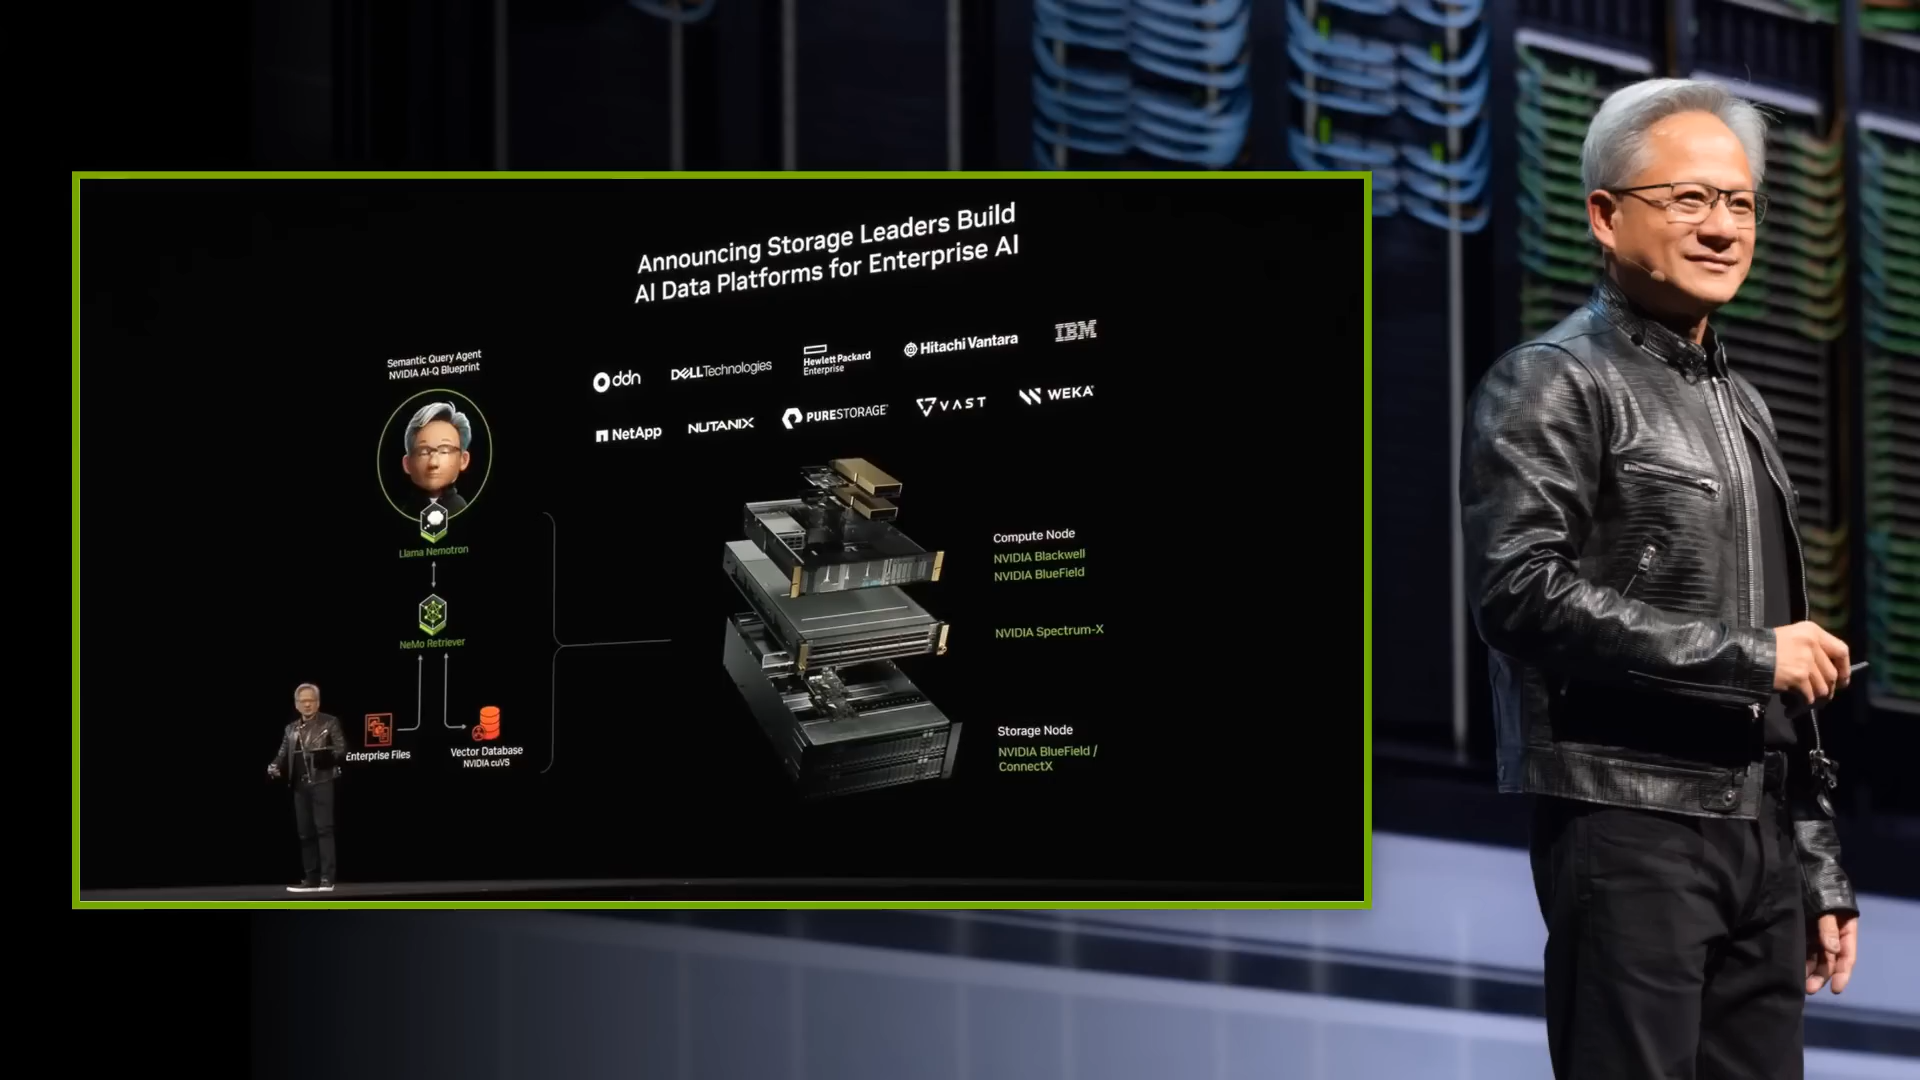 Announcing Storage Leaders Build
AI Data Platforms for Enterprise AI
Semantic Query Agent
NVIDIA AI-Q Blueprint
ddn
DELL Technologies
Hewlett Packard
Enterprise
Hitachi Vantara
IBM
NetApp
NUTANIX
PURESTORAGE
VAST
WEKA
Llama Nemotron
NeMo Retriever
Enterprise Files
Vector Database
NVIDIA cuVS
Compute Node
NVIDIA Blackwell
NVIDIA BlueField
NVIDIA Spectrum-X
Storage Node
NVIDIA BlueField /
ConnectX